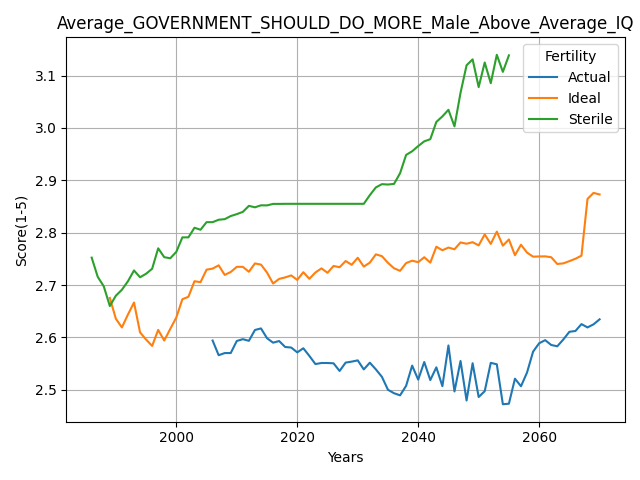 Average_GOVERNMENT_SHOULD_DO_MORE_Male_Above_Average_IQ
Fertility
Actual
Ideal
Sterile
Score(1-5)
3.1
3.0
2.9
2.8
2.7
2.6
2.5
2000
2020
2040
2060
Years